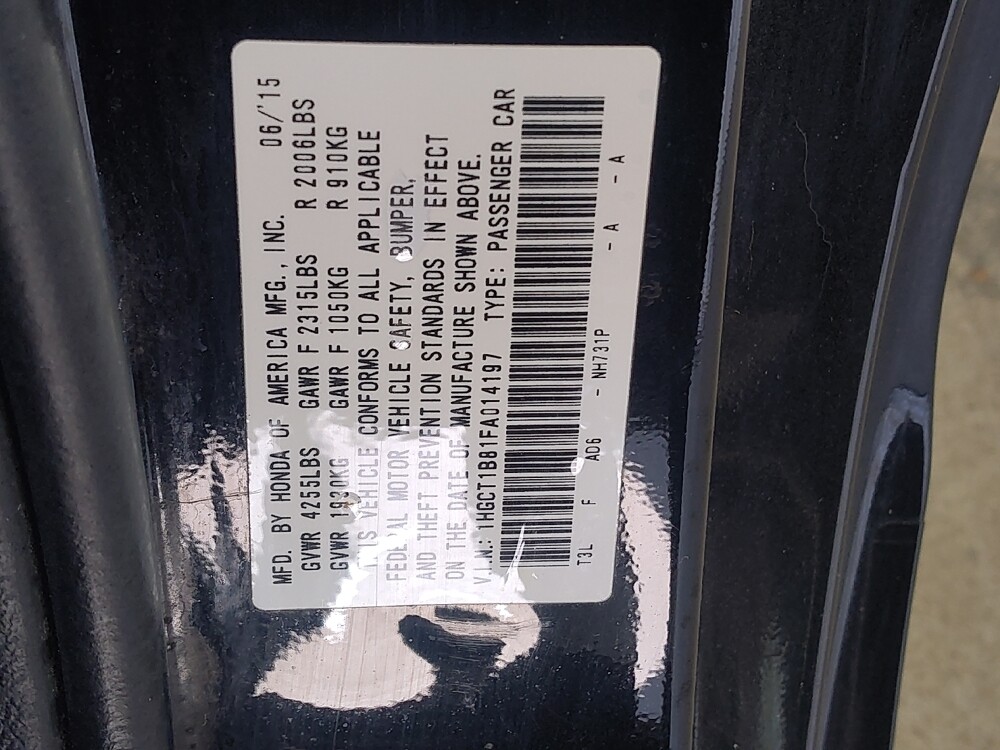 MFD. BY HONDA OF AMERICA MFG., INC. 06/'15
GVWR 4255LBS GAWR F 2315LBS R 2006LBS
GVWR 1930KG GAWR F 1050KG R 910KG
THIS VEHICLE CONFORMS TO ALL APPLICABLE
FEDERAL MOTOR VEHICLE SAFETY, BUMPER,
AND THEFT PREVENTION STANDARDS IN EFFECT
ON THE DATE OF MANUFACTURE SHOWN ABOVE.
V.I.N.: 1HGCT1B81FA014197 TYPE: PASSENGER CAR
T3L F AD6 - NH731P - A - A